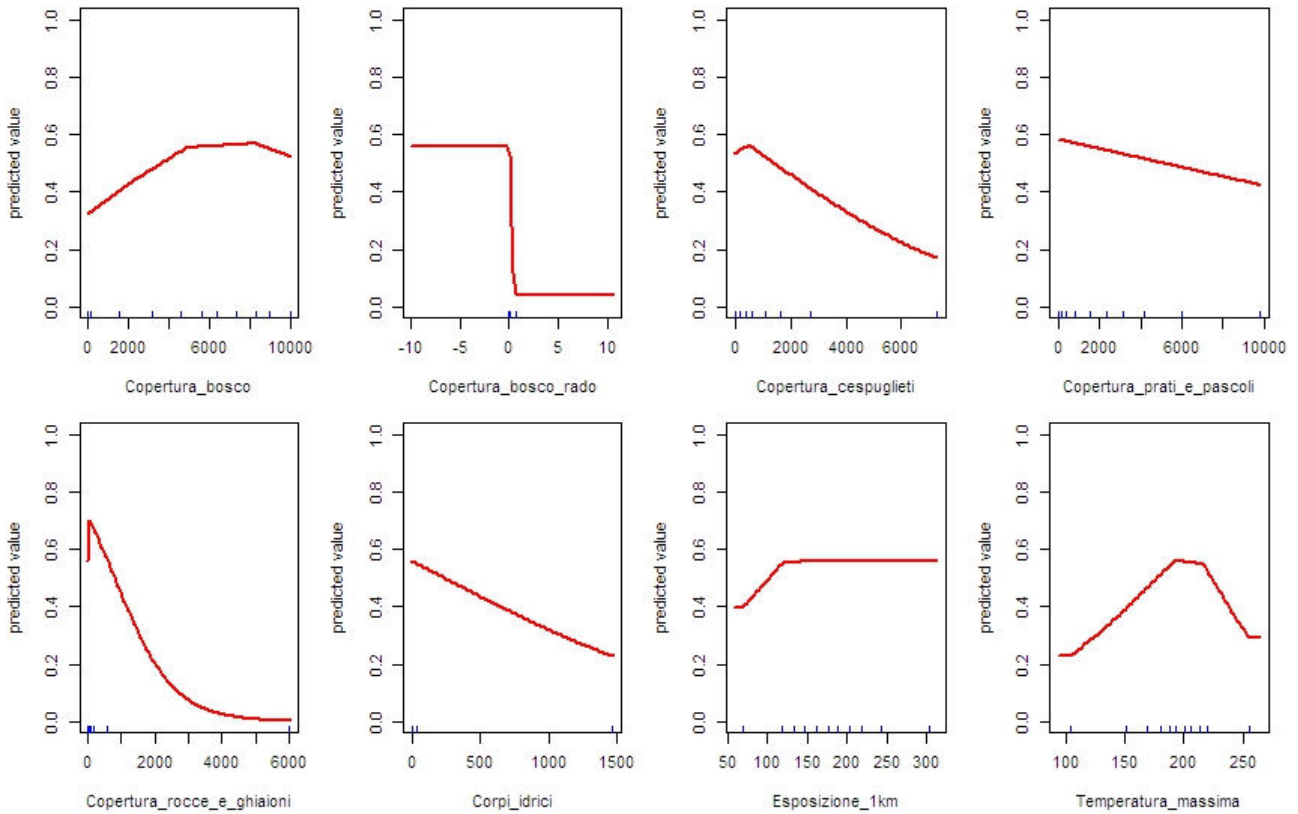 predicted value
0.0 0.2 0.4 0.6 0.8 1.0
0 2000 6000 10000
Copertura_bosco
predicted value
0.0 0.2 0.4 0.6 0.8 1.0
-10 -5 0 5 10
Copertura_bosco_rado
predicted value
0.0 0.2 0.4 0.6 0.8 1.0
0 2000 4000 6000
Copertura_cespuglieti
predicted value
0.0 0.2 0.4 0.6 0.8 1.0
0 2000 6000 10000
Copertura_prati_e_pascoli
predicted value
0.0 0.2 0.4 0.6 0.8 1.0
0 2000 4000 6000
Copertura_rocce_e_ghiaioni
predicted value
0.0 0.2 0.4 0.6 0.8 1.0
0 500 1000 1500
Corpi_idrici
predicted value
0.0 0.2 0.4 0.6 0.8 1.0
50 100 150 200 250 300
Esposizione_1km
predicted value
0.0 0.2 0.4 0.6 0.8 1.0
100 150 200 250
Temperatura_massima